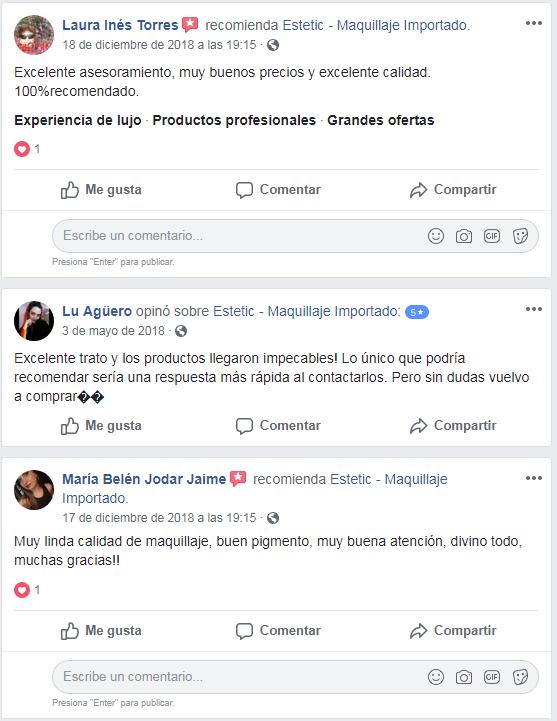 Laura Inés Torres recomienda Estetic - Maquillaje Importado.
18 de diciembre de 2018 a las 19:15 ·
Excelente asesoramiento, muy buenos precios y excelente calidad.
100%recomendado.
Experiencia de lujo · Productos profesionales · Grandes ofertas
1
Me gusta Comentar Compartir
Escribe un comentario... GIF
Presiona "Enter" para publicar.
Lu Agüero opinó sobre Estetic - Maquillaje Importado: 5★
3 de mayo de 2018 ·
Excelente trato y los productos llegaron impecables! Lo único que podría
recomendar sería una respuesta más rápida al contactarlos. Pero sin dudas vuelvo
a comprar��
Me gusta Comentar Compartir
María Belén Jodar Jaime recomienda Estetic - Maquillaje
Importado.
17 de diciembre de 2018 a las 19:15 ·
Muy linda calidad de maquillaje, buen pigmento, muy buena atención, divino todo,
muchas gracias!!
1
Me gusta Comentar Compartir
Escribe un comentario... GIF
Presiona "Enter" para publicar.